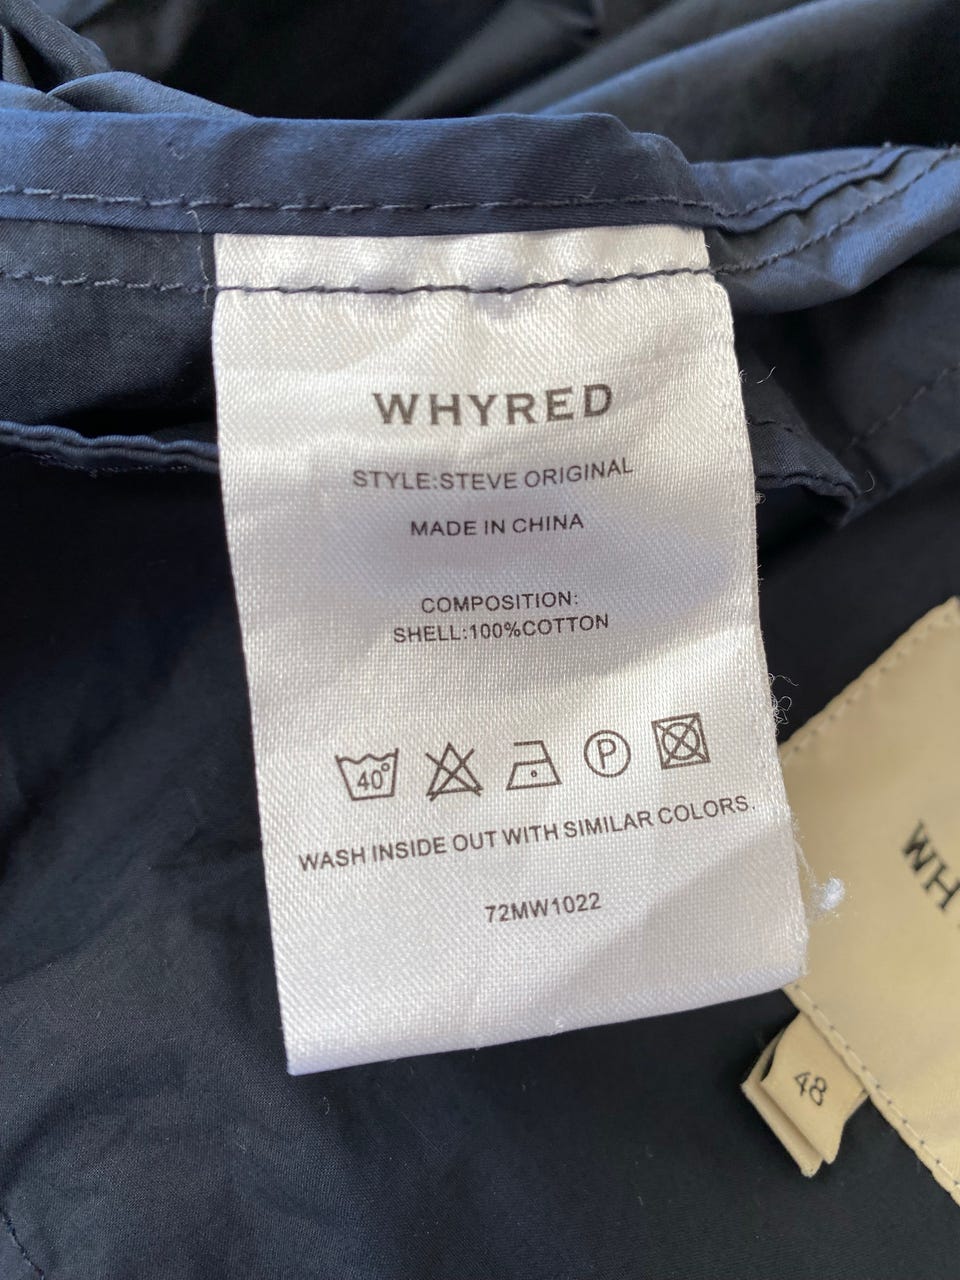 WHYRED
STYLE:STEVE ORIGINAL
MADE IN CHINA
COMPOSITION:
SHELL:100%COTTON
40°
P
WASH INSIDE OUT WITH SIMILAR COLORS.
72MW1022
WH
48